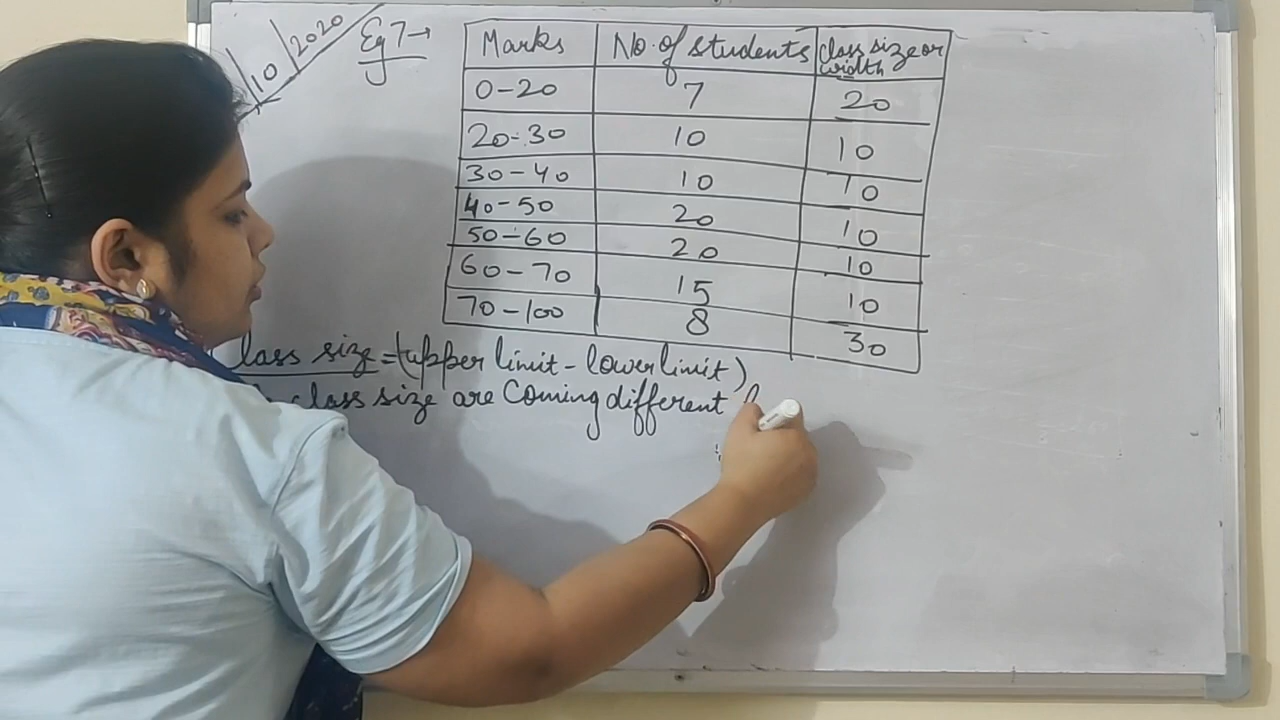 10 2020
Eg 7→
Marks No. of students Class size or width
0-20 7 20
20-30 10 10
30-40 10 10
40-50 20 10
50-60 20 10
60-70 15 10
70-100 8 30
lass size = (upper limit - lower limit)
class size are Coming different